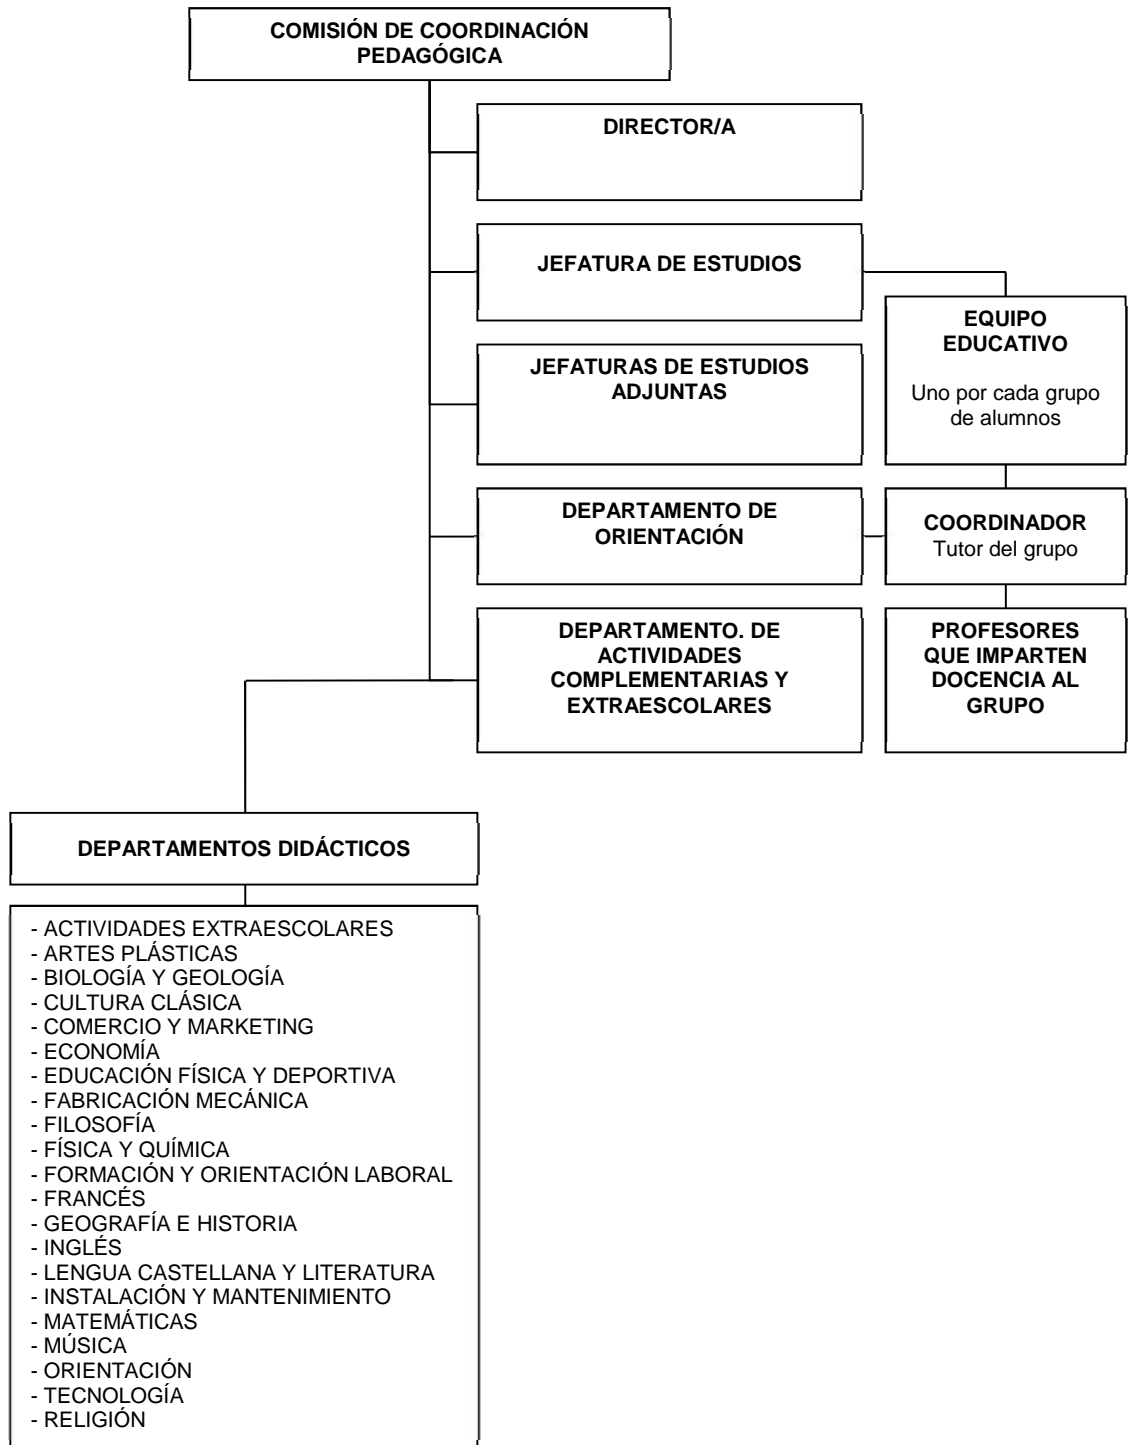 COMISIÓN DE COORDINACIÓN
PEDAGÓGICA
DIRECTOR/A
JEFATURA DE ESTUDIOS
EQUIPO
EDUCATIVO
Uno por cada grupo
de alumnos
JEFATURAS DE ESTUDIOS
ADJUNTAS
DEPARTAMENTO DE
ORIENTACIÓN
COORDINADOR
Tutor del grupo
DEPARTAMENTO. DE
ACTIVIDADES
COMPLEMENTARIAS Y
EXTRAESCOLARES
PROFESORES
QUE IMPARTEN
DOCENCIA AL
GRUPO
DEPARTAMENTOS DIDÁCTICOS
- ACTIVIDADES EXTRAESCOLARES
- ARTES PLÁSTICAS
- BIOLOGÍA Y GEOLOGÍA
- CULTURA CLÁSICA
- COMERCIO Y MARKETING
- ECONOMÍA
- EDUCACIÓN FÍSICA Y DEPORTIVA
- FABRICACIÓN MECÁNICA
- FILOSOFÍA
- FÍSICA Y QUÍMICA
- FORMACIÓN Y ORIENTACIÓN LABORAL
- FRANCÉS
- GEOGRAFÍA E HISTORIA
- INGLÉS
- LENGUA CASTELLANA Y LITERATURA
- INSTALACIÓN Y MANTENIMIENTO
- MATEMÁTICAS
- MÚSICA
- ORIENTACIÓN
- TECNOLOGÍA
- RELIGIÓN